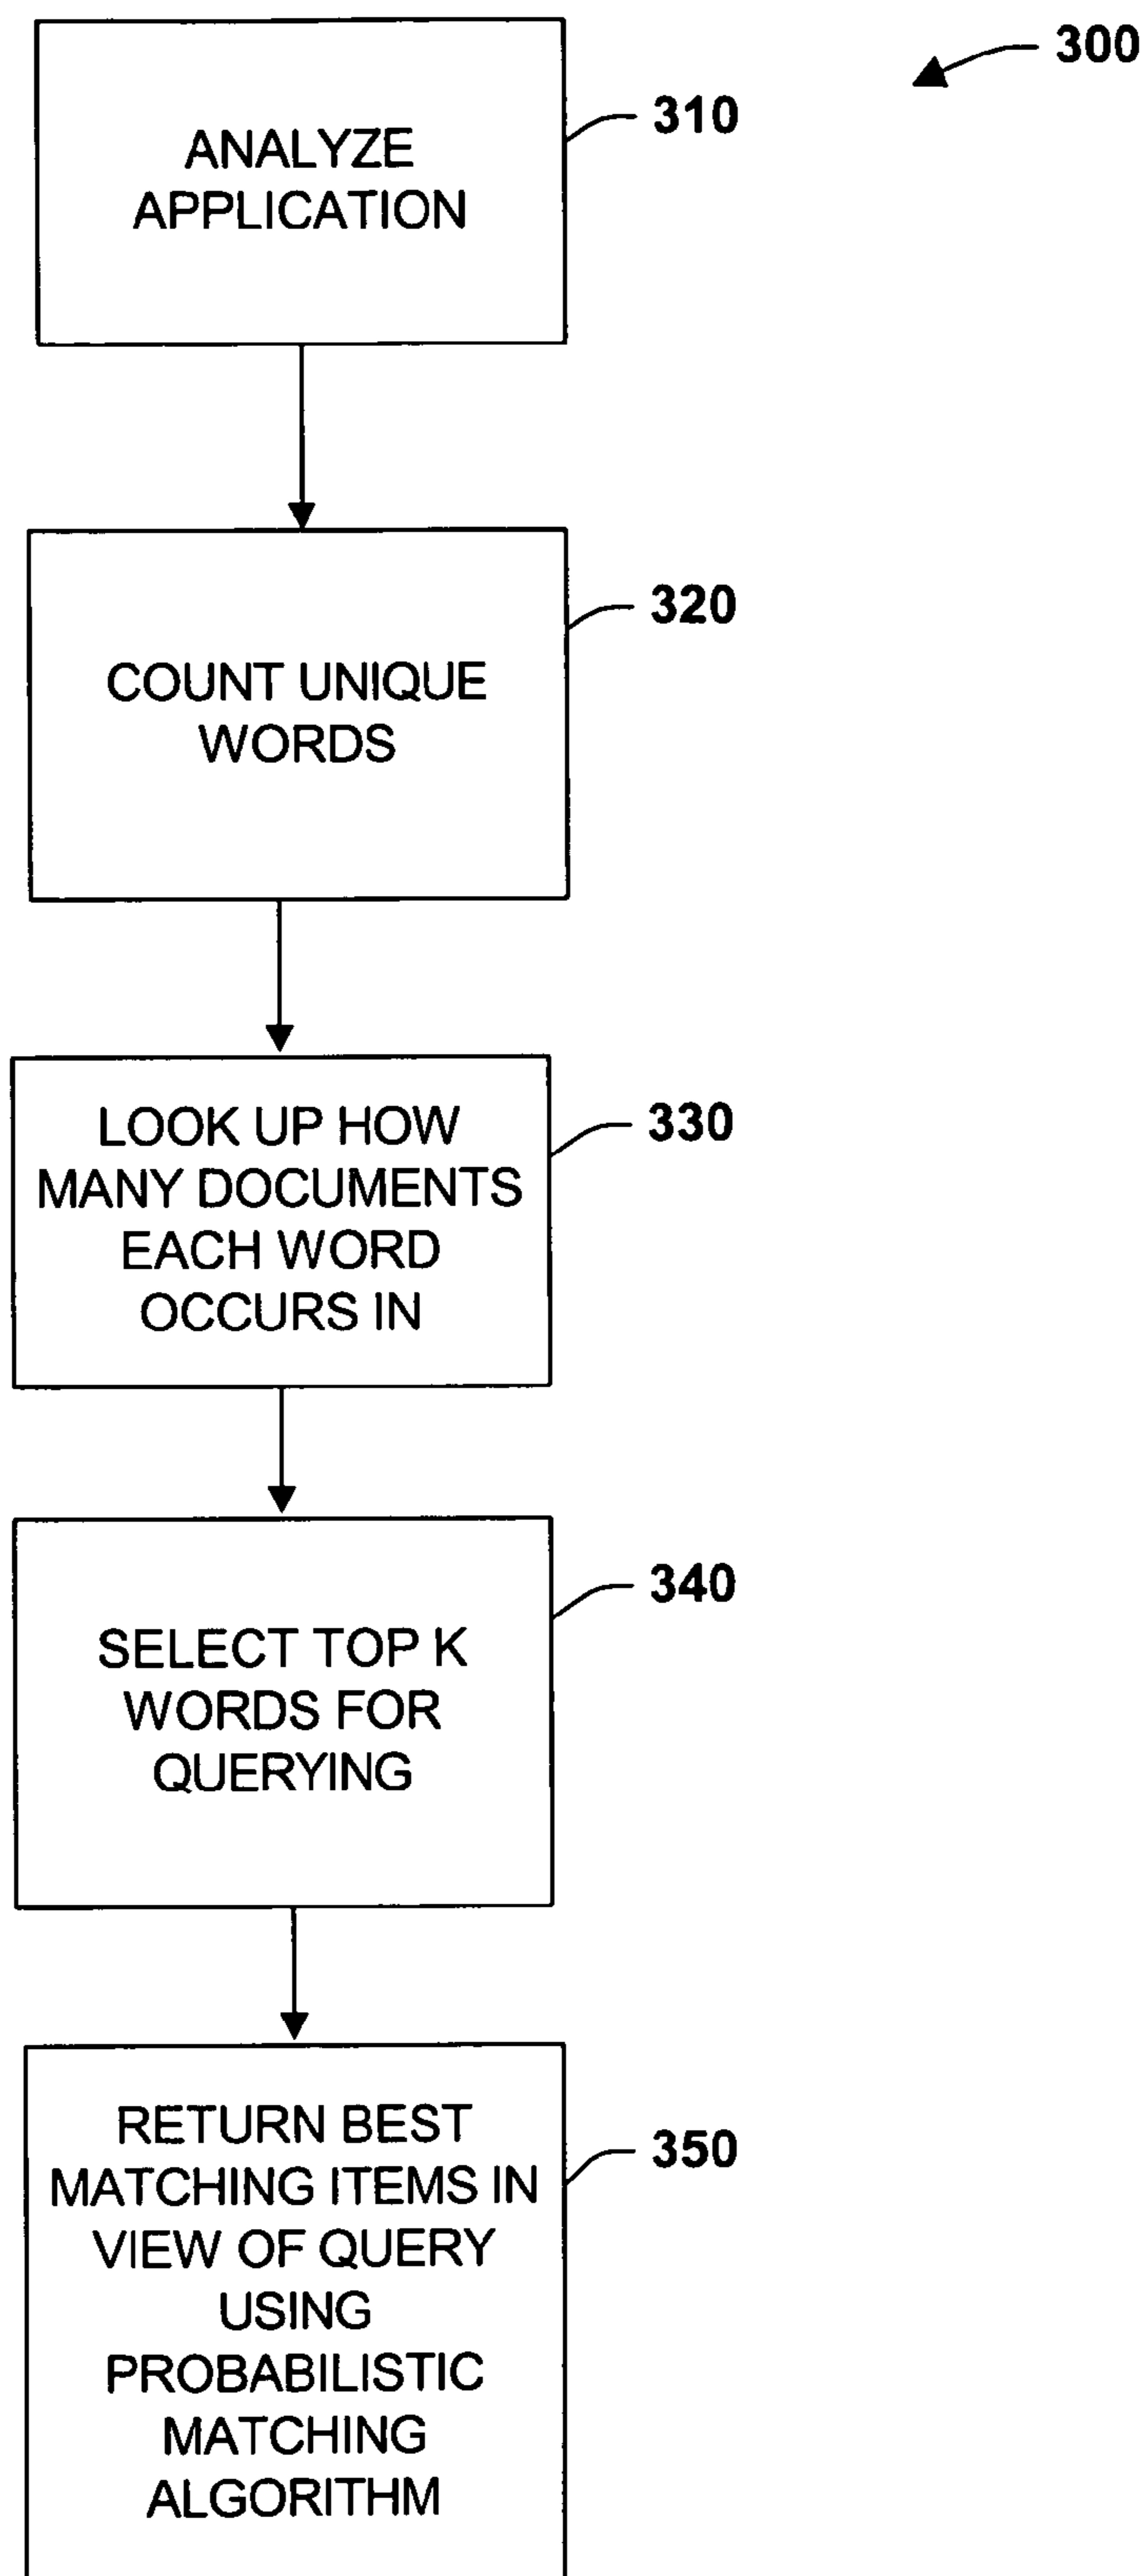 300
310
ANALYZE
APPLICATION
320
COUNT UNIQUE
WORDS
330
LOOK UP HOW
MANY DOCUMENTS
EACH WORD
OCCURS IN
340
SELECT TOP K
WORDS FOR
QUERYING
350
RETURN BEST
MATCHING ITEMS IN
VIEW OF QUERY
USING
PROBABILISTIC
MATCHING
ALGORITHM